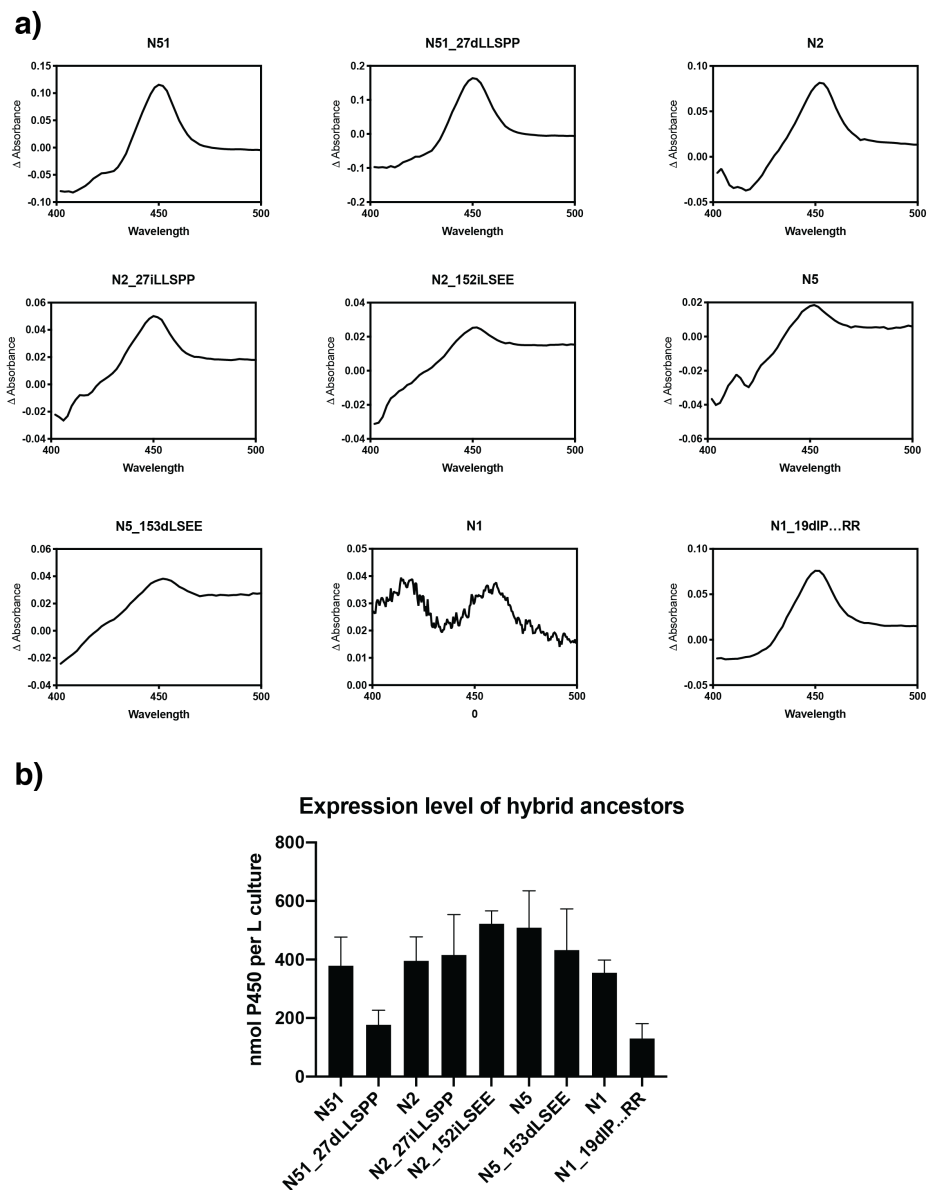 a)
N51
0.15
0.10
0.05
0.00
-0.05
-0.10
400
450
500
Δ Absorbance
Wavelength
N51_27dLLSPP
0.2
0.1
0.0
-0.1
-0.2
400
450
500
Δ Absorbance
Wavelength
N2
0.10
0.05
0.00
-0.05
400
450
500
Δ Absorbance
Wavelength
N2_27iLLSPP
0.06
0.04
0.02
0.00
-0.02
-0.04
400
450
500
Δ Absorbance
Wavelength
N2_152iLSEE
0.04
0.02
0.00
-0.02
-0.04
400
450
500
Δ Absorbance
Wavelength
N5
0.02
0.00
-0.02
-0.04
-0.06
400
450
500
Δ Absorbance
Wavelength
N5_153dLSEE
0.06
0.04
0.02
0.00
-0.02
-0.04
400
450
500
Δ Absorbance
Wavelength
N1
0.05
0.04
0.03
0.02
0.01
0.00
400
450
500
Δ Absorbance
0
N1_19dIP...RR
0.10
0.05
0.00
-0.05
400
450
500
Δ Absorbance
Wavelength
b)
Expression level of hybrid ancestors
800
600
400
200
0
nmol P450 per L culture
N51
N51_27dLLSPP
N2
N2_27iLLSPP
N2_152iLSEE
N5
N5_153dLSEE
N1
N1_19dIP...RR